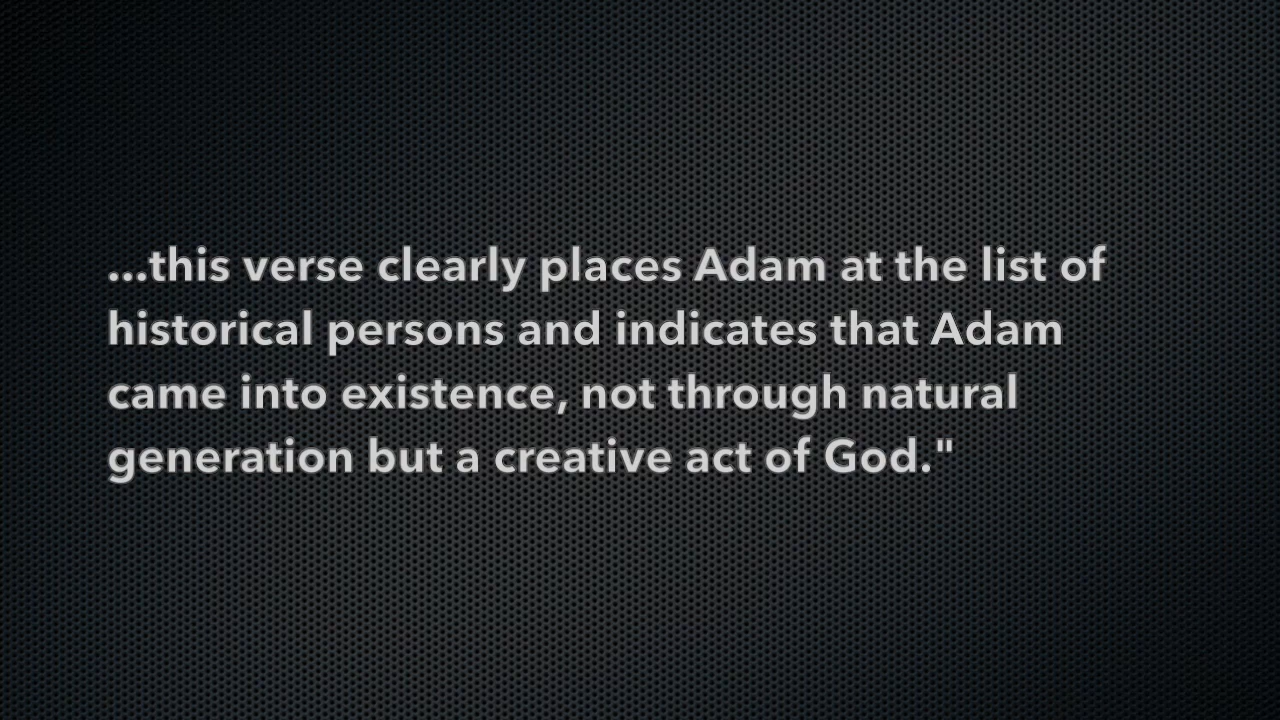 ...this verse clearly places Adam at the list of
historical persons and indicates that Adam
came into existence, not through natural
generation but a creative act of God."